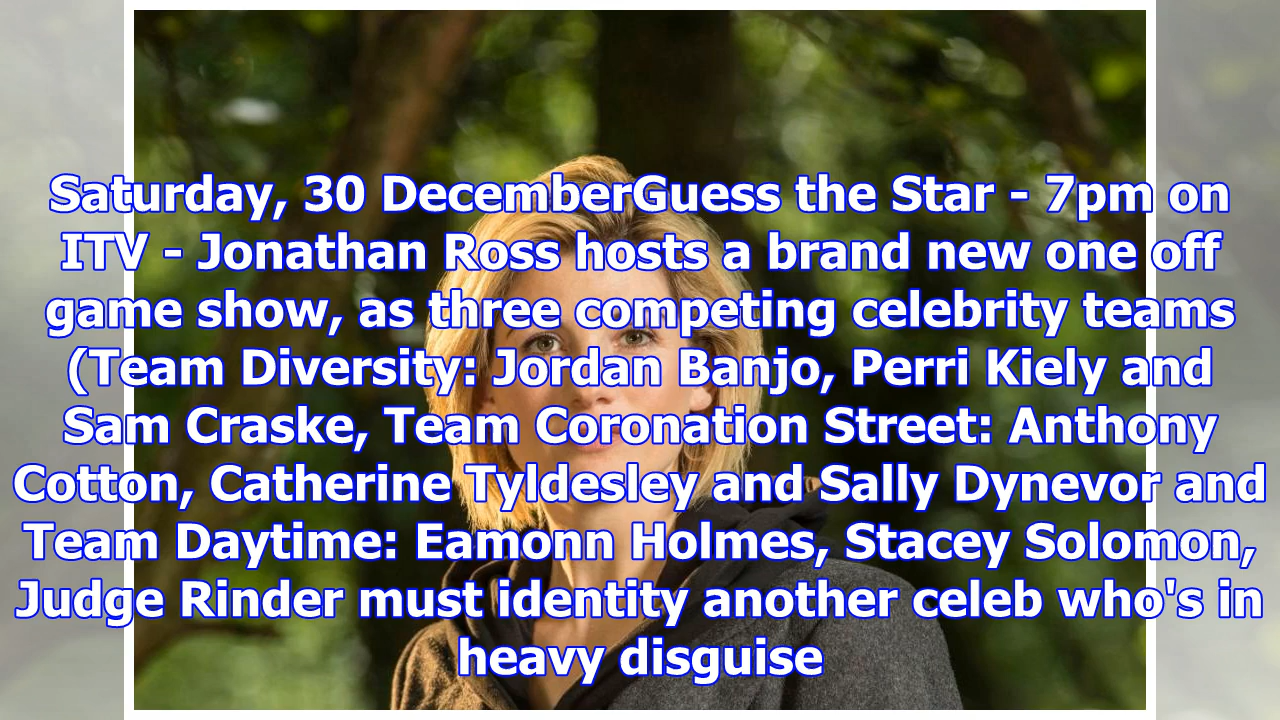 Saturday, 30 DecemberGuess the Star - 7pm on
ITV - Jonathan Ross hosts a brand new one off
game show, as three competing celebrity teams
(Team Diversity: Jordan Banjo, Perri Kiely and
Sam Craske, Team Coronation Street: Anthony
Cotton, Catherine Tyldesley and Sally Dynevor and
Team Daytime: Eamonn Holmes, Stacey Solomon,
Judge Rinder must identity another celeb who's in
heavy disguise